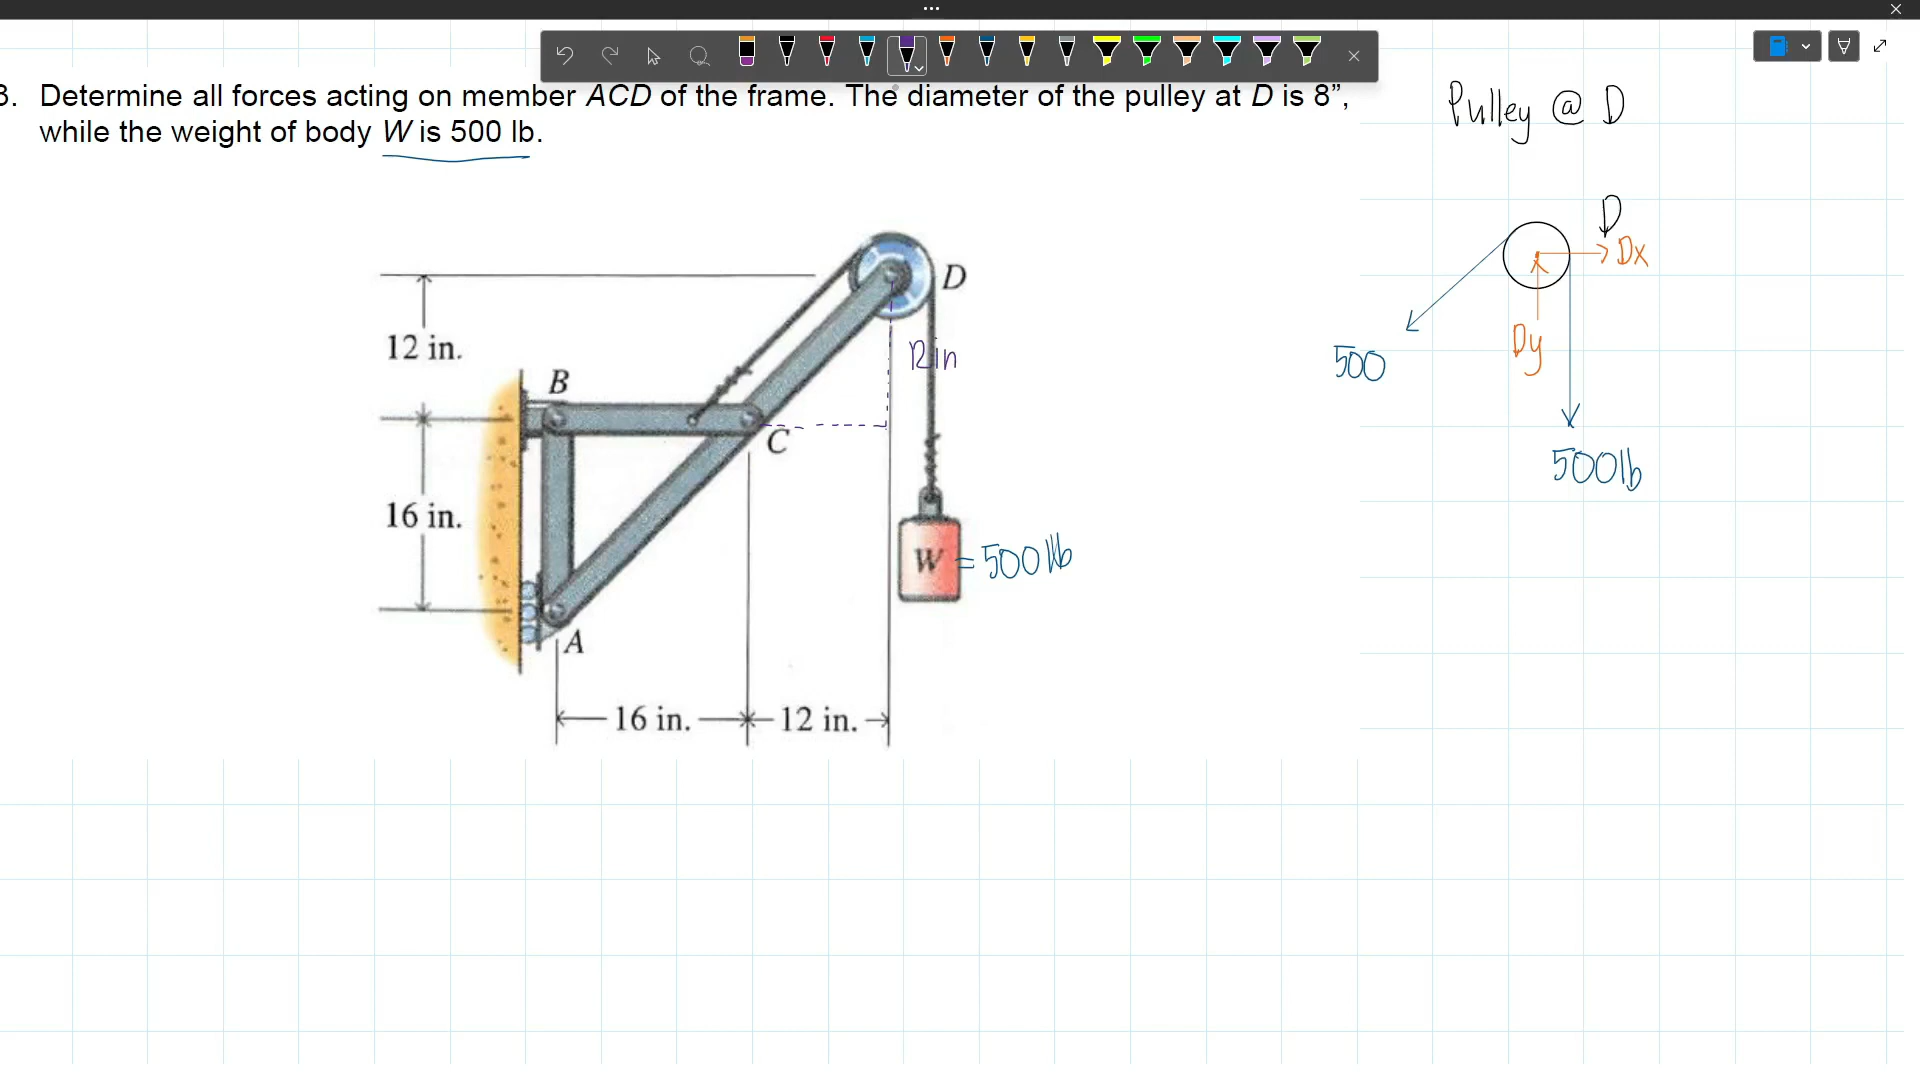 3. Determine all forces acting on member ACD of the frame. The diameter of the pulley at D is 8”,
while the weight of body W is 500 lb.
Pulley @ D
D
Dx
Dy
500
500lb
D
12 in.
12in
B
C
16 in.
W = 500lb
A
16 in.
12 in.